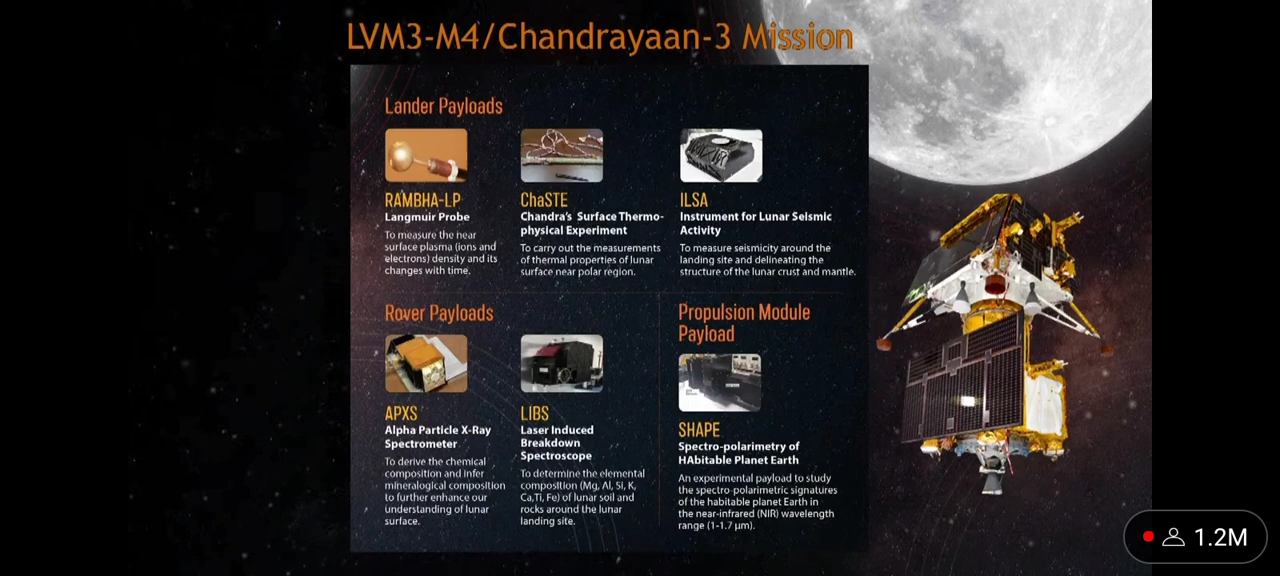 LVM3-M4/Chandrayaan-3 Mission
Lander Payloads
RAMBHA-LP
Langmuir Probe
To measure the near
surface plasma (ions and
electrons) density and its
changes with time.
ChaSTE
Chandra's Surface Thermo-
physical Experiment
To carry out the measurements
of thermal properties of lunar
surface near polar region.
ILSA
Instrument for Lunar Seismic
Activity
To measure seismicity around the
landing site and delineating the
structure of the lunar crust and mantle.
Rover Payloads
APXS
Alpha Particle X-Ray
Spectrometer
To derive the chemical
composition and infer
mineralogical composition
to further enhance our
understanding of lunar
surface.
LIBS
Laser Induced
Breakdown
Spectroscope
To determine the elemental
composition (Mg, Al, Si, K,
Ca,Ti, Fe) of lunar soil and
rocks around the lunar
landing site.
Propulsion Module
Payload
SHAPE
Spectro-polarimetry of
HAbitable Planet Earth
An experimental payload to study
the spectro-polarimetric signatures
of the habitable planet Earth in
the near-infrared (NIR) wavelength
range (1-1.7 μm).
1.2M